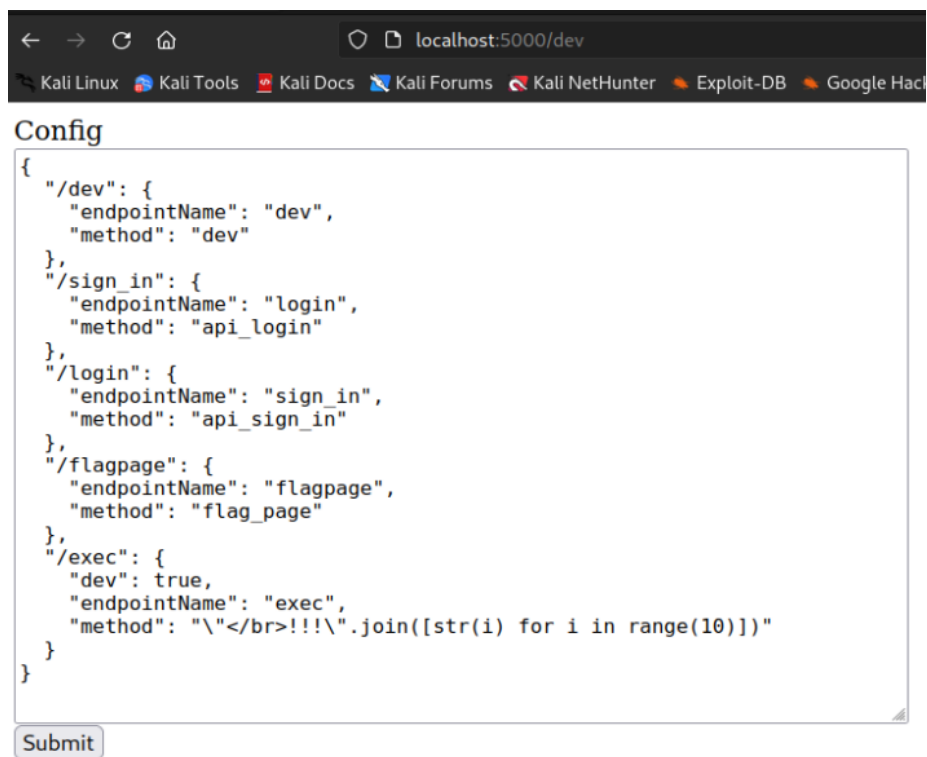 localhost:5000/dev
Kali Linux Kali Tools Kali Docs Kali Forums Kali NetHunter Exploit-DB Google Hack
Config
{
  "/dev": {
    "endpointName": "dev",
    "method": "dev"
  },
  "/sign_in": {
    "endpointName": "login",
    "method": "api_login"
  },
  "/login": {
    "endpointName": "sign_in",
    "method": "api_sign_in"
  },
  "/flagpage": {
    "endpointName": "flagpage",
    "method": "flag_page"
  },
  "/exec": {
    "dev": true,
    "endpointName": "exec",
    "method": "\"</br>!!!\".join([str(i) for i in range(10)])"
  }
}
Submit